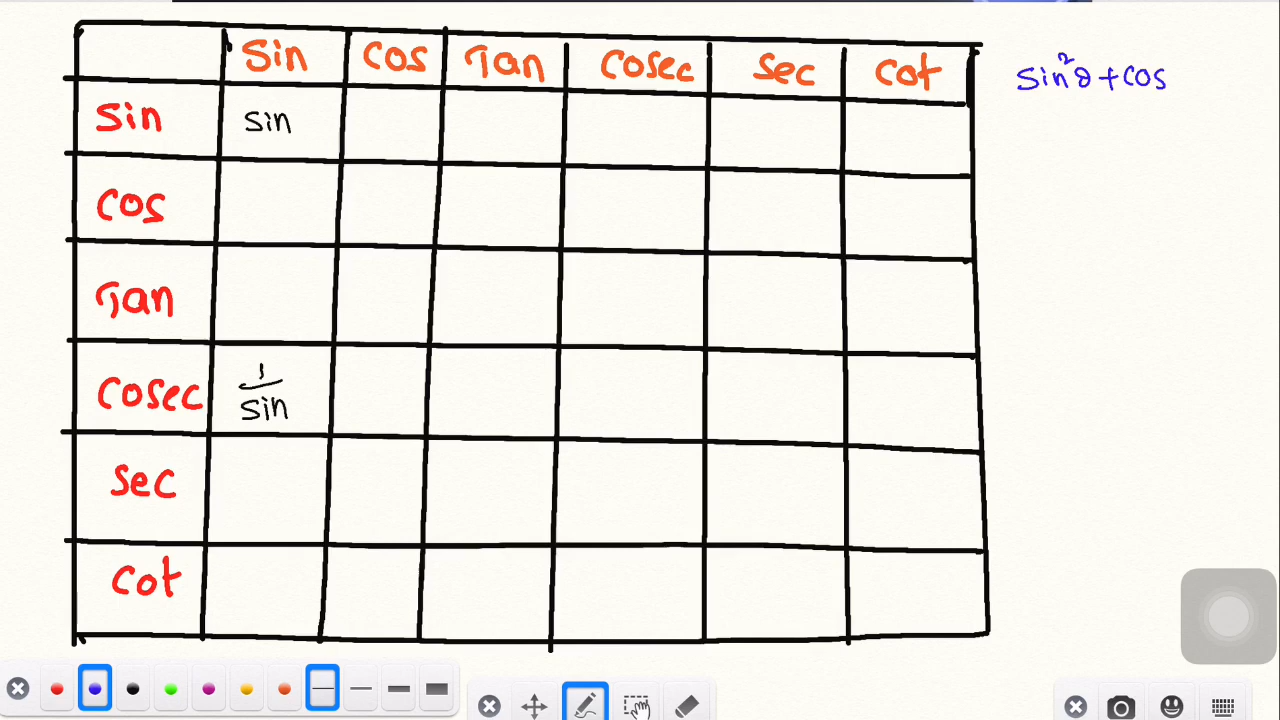 Sin Cos Tan Cosec Sec Cot
Sin sin
Cos
Tan
Cosec 1/sin
Sec
Cot
sin²θ+cos